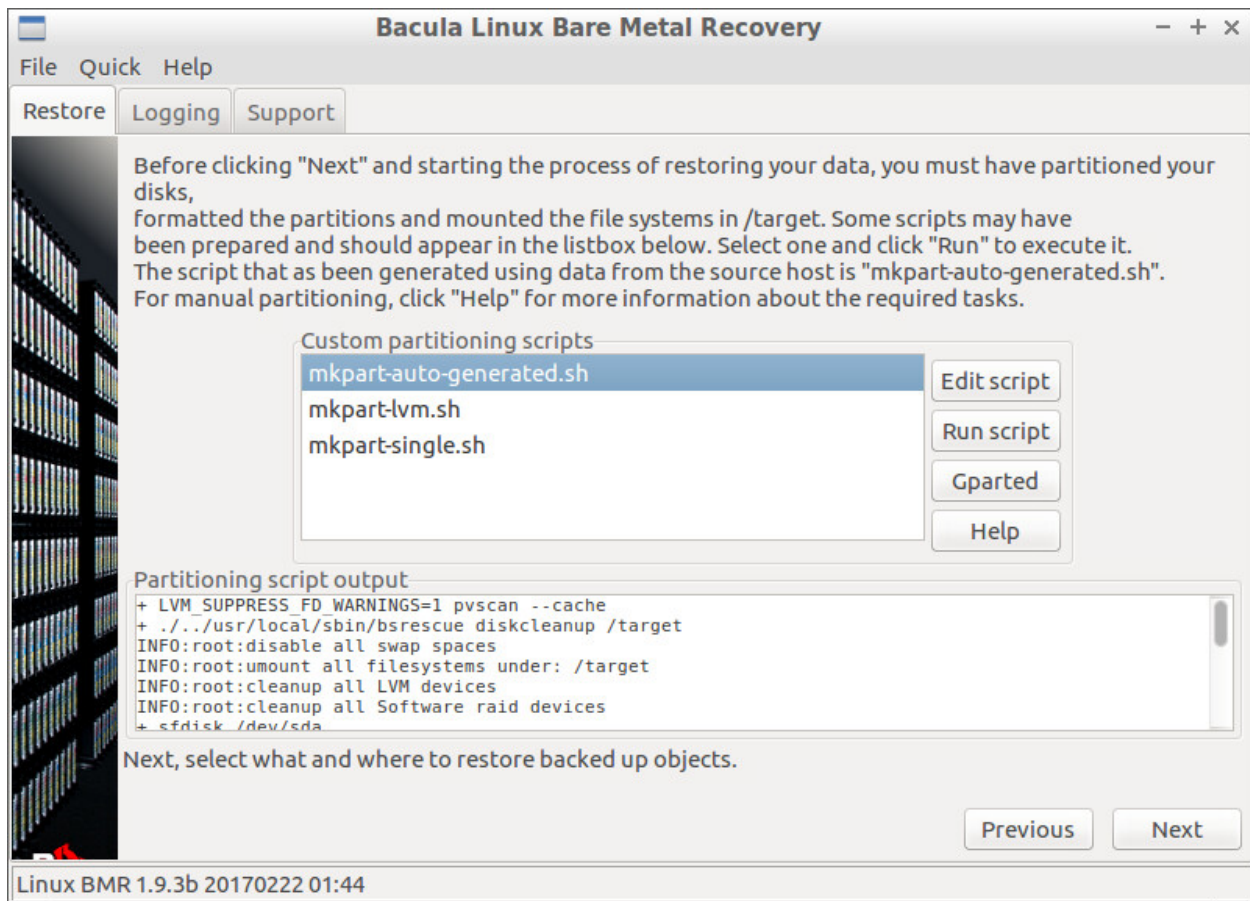 Bacula Linux Bare Metal Recovery
File Quick Help
Restore Logging Support
Before clicking "Next" and starting the process of restoring your data, you must have partitioned your
disks,
formatted the partitions and mounted the file systems in /target. Some scripts may have
been prepared and should appear in the listbox below. Select one and click "Run" to execute it.
The script that as been generated using data from the source host is "mkpart-auto-generated.sh".
For manual partitioning, click "Help" for more information about the required tasks.
Custom partitioning scripts
mkpart-auto-generated.sh
mkpart-lvm.sh
mkpart-single.sh
Edit script
Run script
Gparted
Help
Partitioning script output
+ LVM_SUPPRESS_FD_WARNINGS=1 pvscan --cache
+ ./../usr/local/sbin/bsrescue diskcleanup /target
INFO:root:disable all swap spaces
INFO:root:umount all filesystems under: /target
INFO:root:cleanup all LVM devices
INFO:root:cleanup all Software raid devices
+ sfdisk /dev/sda
Next, select what and where to restore backed up objects.
Previous Next
Linux BMR 1.9.3b 20170222 01:44